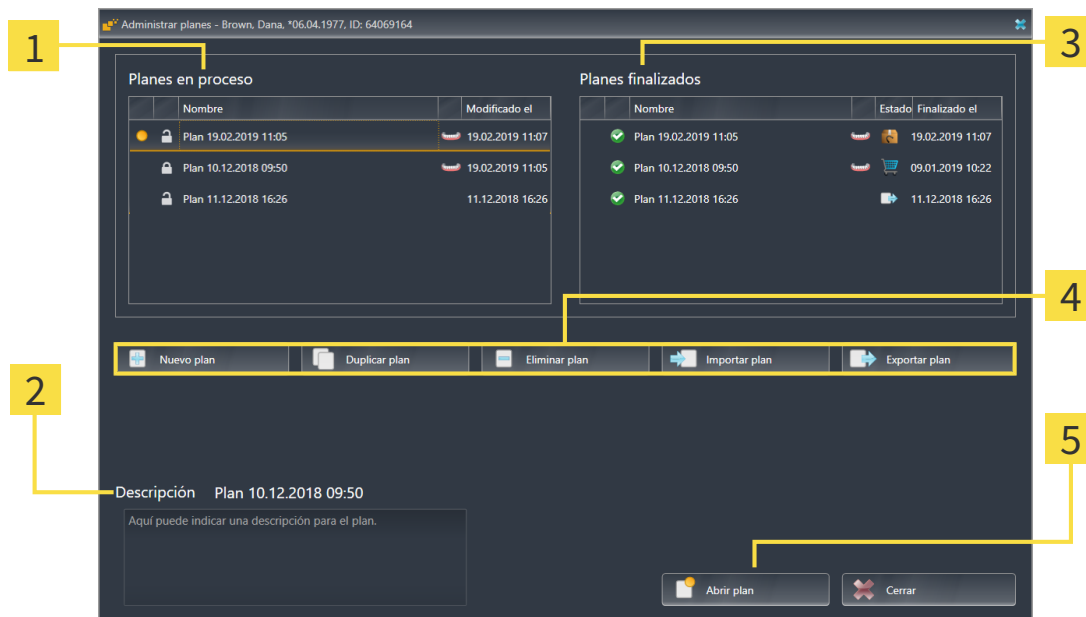 Administrar planes - Brown, Dana, *06.04.1977, ID: 64069164
1
3
Planes en proceso
Planes finalizados
Nombre Modificado el
Nombre Estado Finalizado el
Plan 19.02.2019 11:05 19.02.2019 11:07
Plan 19.02.2019 11:05 19.02.2019 11:07
Plan 10.12.2018 09:50 19.02.2019 11:05
Plan 10.12.2018 09:50 09.01.2019 10:22
Plan 11.12.2018 16:26 11.12.2018 16:26
Plan 11.12.2018 16:26 11.12.2018 16:26
4
Nuevo plan Duplicar plan Eliminar plan Importar plan Exportar plan
2
5
Descripción Plan 10.12.2018 09:50
Aquí puede indicar una descripción para el plan.
Abrir plan Cerrar